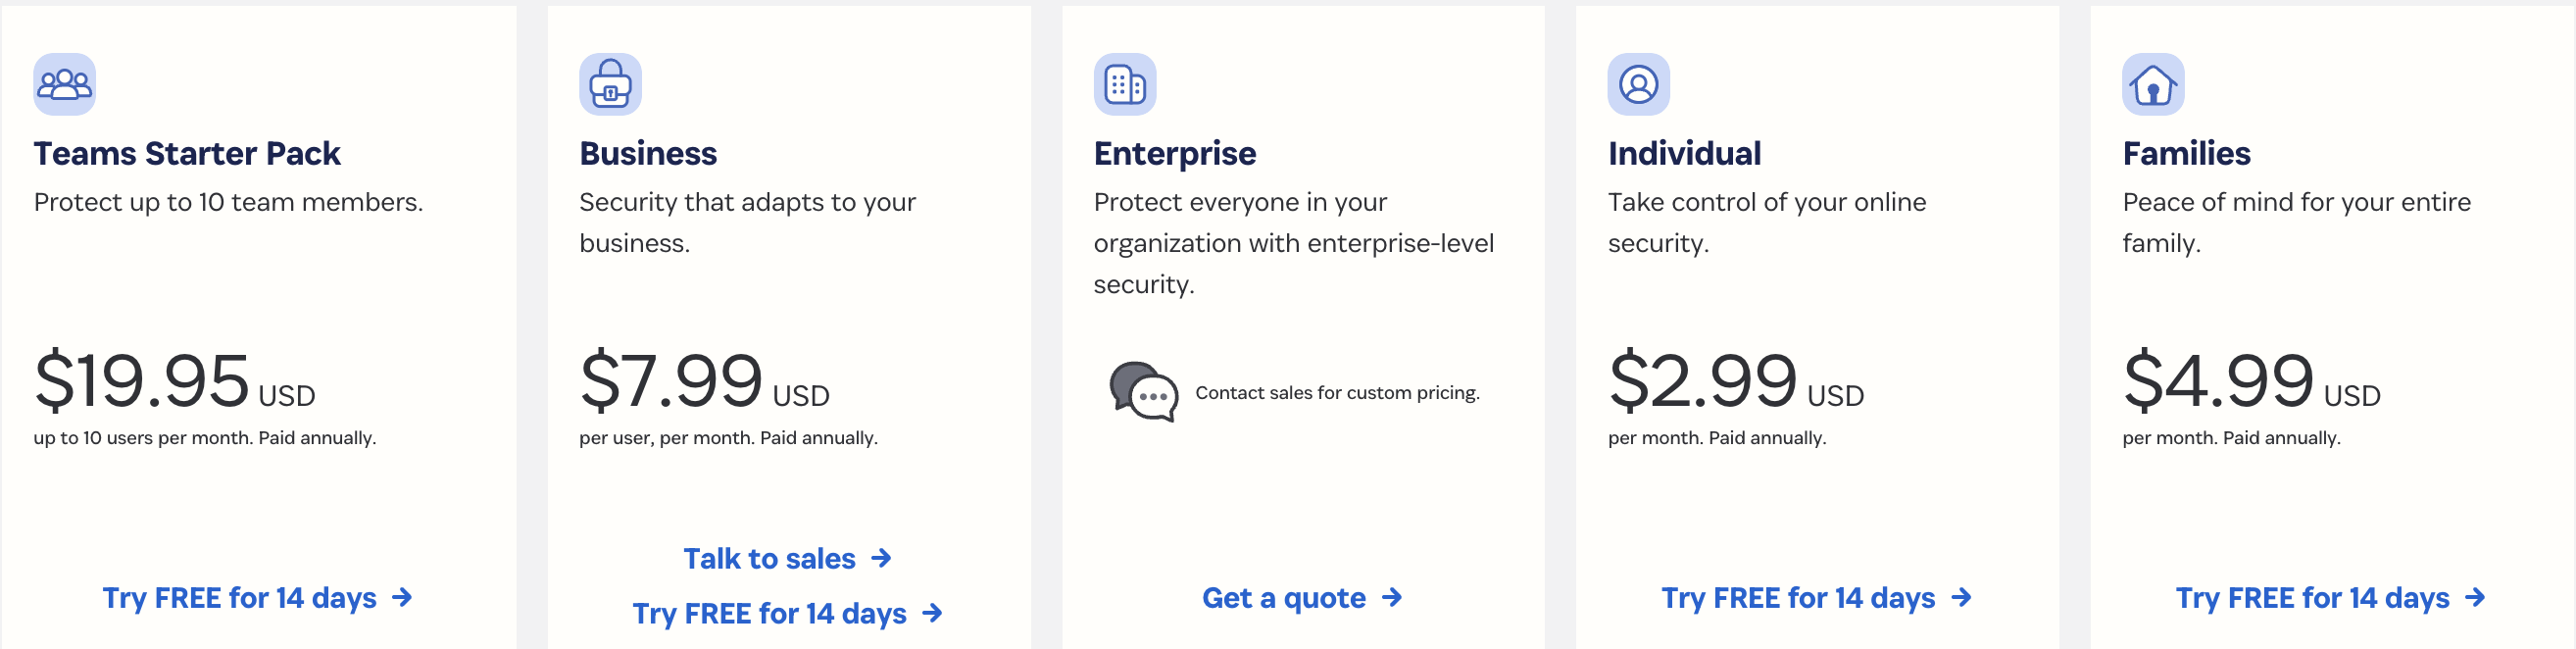 Teams Starter Pack
Protect up to 10 team members.
$19.95 USD
up to 10 users per month. Paid annually.
Try FREE for 14 days →
Business
Security that adapts to your
business.
$7.99 USD
per user, per month. Paid annually.
Talk to sales →
Try FREE for 14 days →
Enterprise
Protect everyone in your
organization with enterprise-level
security.
Contact sales for custom pricing.
Get a quote →
Individual
Take control of your online
security.
$2.99 USD
per month. Paid annually.
Try FREE for 14 days →
Families
Peace of mind for your entire
family.
$4.99 USD
per month. Paid annually.
Try FREE for 14 days →